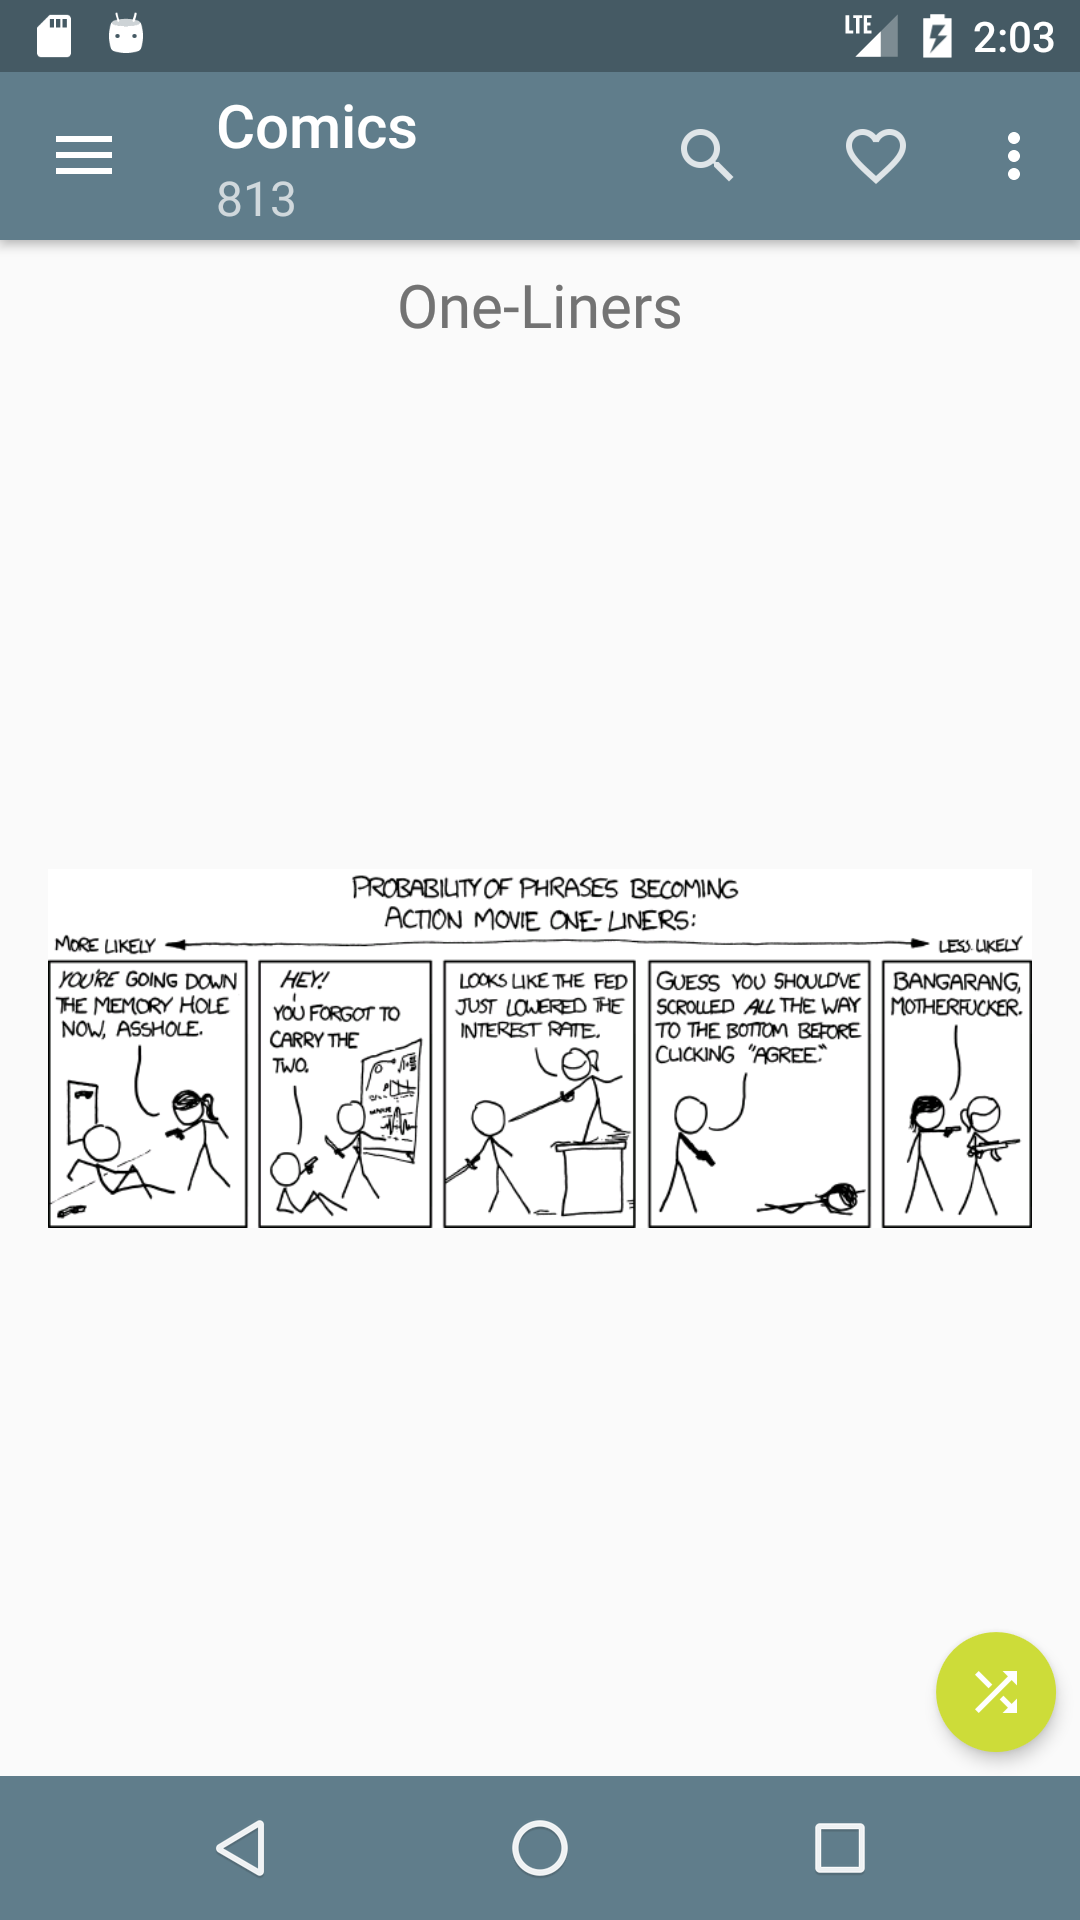 LTE 2:03
Comics
813
One-Liners
PROBABILITY OF PHRASES BECOMING
ACTION MOVIE ONE-LINERS:
MORE LIKELY
LESS LIKELY
YOU'RE GOING DOWN
THE MEMORY HOLE
NOW, ASSHOLE.
HEY!
YOU FORGOT TO
CARRY THE
TWO.
LOOKS LIKE THE FED
JUST LOWERED THE
INTEREST RATE.
GUESS YOU SHOULD'VE
SCROLLED ALL THE WAY
TO THE BOTTOM BEFORE
CLICKING "AGREE."
BANGARANG,
MOTHERFUCKER.